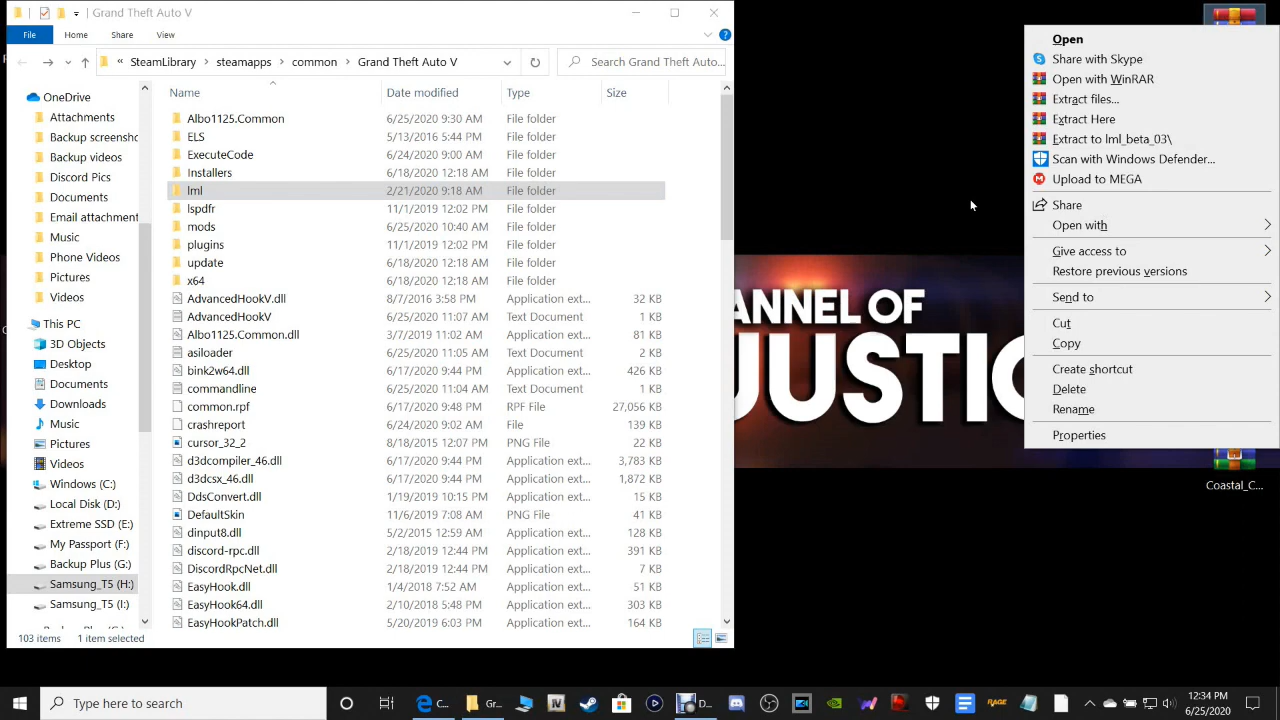 Grand Theft Auto V
File Home Share View
« SteamLibrary > steamapps > common > Grand Theft Auto V
Search Grand Theft Auto...
Name Date modified Type Size
OneDrive
Attachments
Backup screensh
Backup videos
Discord Pics
Documents
Email attachment
Music
Phone Videos
Pictures
Videos
This PC
3D Objects
Desktop
Documents
Downloads
Music
Pictures
Videos
Windows (C:)
Local Disk (D:)
Extreme SSD (E:)
My Passport (F:)
Backup Plus (G:)
Samsung_T5 (H:)
Samsung_T5 (I:)
Albo1125.Common 6/25/2020 9:30 AM File folder
ELS 5/13/2016 5:44 PM File folder
ExecuteCode 6/24/2020 9:00 AM File folder
Installers 6/18/2020 12:18 AM File folder
lml 2/21/2020 9:18 AM File folder
lspdfr 11/1/2019 12:02 PM File folder
mods 6/25/2020 10:40 AM File folder
plugins 11/1/2019 12:02 PM File folder
update 6/18/2020 12:18 AM File folder
x64 6/18/2020 12:18 AM File folder
AdvancedHookV.dll 8/7/2016 3:58 PM Application ext... 32 KB
AdvancedHookV 6/25/2020 11:07 AM Text Document 1 KB
Albo1125.Common.dll 3/7/2019 11:02 AM Application ext... 81 KB
asiloader 6/25/2020 11:05 AM Text Document 2 KB
bink2w64.dll 6/17/2020 9:44 PM Application ext... 426 KB
commandline 6/25/2020 11:04 AM Text Document 1 KB
common.rpf 6/17/2020 9:48 PM RPF File 27,056 KB
crashreport 6/24/2020 9:02 AM File 139 KB
cursor_32_2 8/18/2015 12:07 PM PNG File 22 KB
d3dcompiler_46.dll 6/17/2020 9:44 PM Application ext... 3,783 KB
d3dcsx_46.dll 6/17/2020 9:44 PM Application ext... 1,872 KB
DdsConvert.dll 1/19/2019 10:15 PM Application ext... 15 KB
DefaultSkin 11/6/2019 7:08 AM PNG File 41 KB
dinput8.dll 5/2/2015 12:59 AM Application ext... 128 KB
discord-rpc.dll 2/18/2019 12:44 PM Application ext... 391 KB
DiscordRpcNet.dll 2/18/2019 12:44 PM Application ext... 7 KB
EasyHook.dll 1/4/2018 7:52 AM Application ext... 51 KB
EasyHook64.dll 2/10/2018 5:48 PM Application ext... 303 KB
EasyHookPatch.dll 5/20/2019 6:03 PM Application ext... 164 KB
103 items 1 item selected
Open
Share with Skype
Open with WinRAR
Extract files...
Extract Here
Extract to lml_beta_03\
Scan with Windows Defender...
Upload to MEGA
Share
Open with
Give access to
Restore previous versions
Send to
Cut
Copy
Create shortcut
Delete
Rename
Properties
ANNEL OF
JUSTIC
Coastal_C...
Type here to search
C...
Gr...
D...
RAGE
12:34 PM
6/25/2020